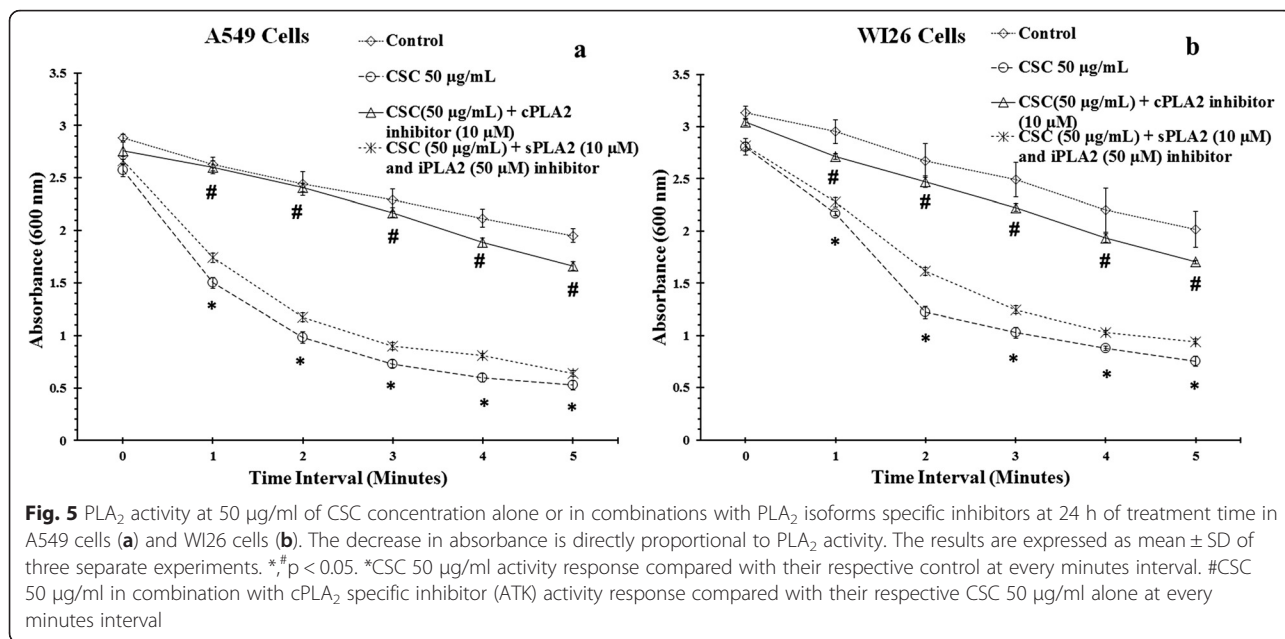 A549 Cells
a
Control
CSC 50 µg/mL
CSC(50 µg/mL) + cPLA2
inhibitor (10 µM)
CSC (50 µg/mL) + sPLA2 (10 µM)
and iPLA2 (50 µM) inhibitor
3.5
3
2.5
2
1.5
1
0.5
0
Absorbance (600 nm)
# # # # #
* * * * *
0 1 2 3 4 5
Time Interval (Minutes)
WI26 Cells
b
Control
CSC 50 µg/mL
CSC(50 µg/mL) + cPLA2 inhibitor
(10 µM)
CSC (50 µg/mL) + sPLA2 (10 µM)
and iPLA2 (50 µM) inhibitor
3.5
3
2.5
2
1.5
1
0.5
0
Absorbance (600 nm)
# # # # #
* * * * *
0 1 2 3 4 5
Time Interval (Minutes)
Fig. 5 PLA₂ activity at 50 µg/ml of CSC concentration alone or in combinations with PLA₂ isoforms specific inhibitors at 24 h of treatment time in
A549 cells (a) and WI26 cells (b). The decrease in absorbance is directly proportional to PLA₂ activity. The results are expressed as mean ± SD of
three separate experiments. *,#p < 0.05. *CSC 50 µg/ml activity response compared with their respective control at every minutes interval. #CSC
50 µg/ml in combination with cPLA₂ specific inhibitor (ATK) activity response compared with their respective CSC 50 µg/ml alone at every
minutes interval